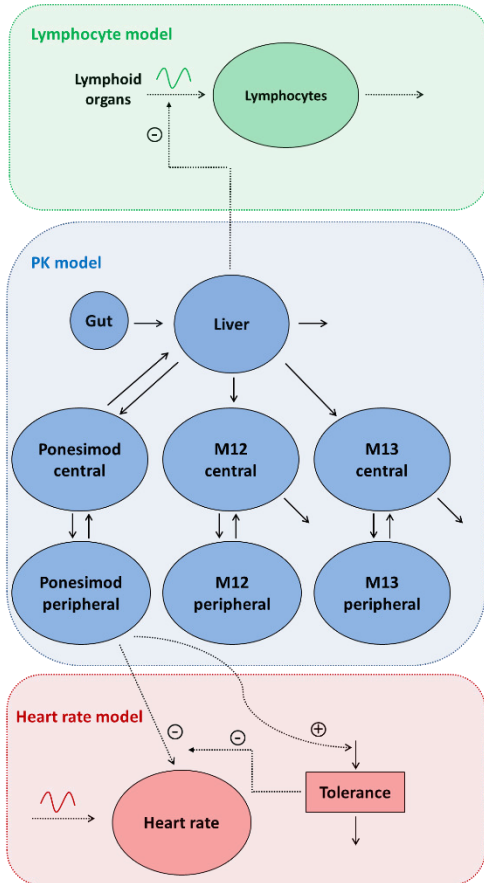 Lymphocyte model
Lymphoid
organs
Lymphocytes
-
PK model
Gut
Liver
Ponesimod
central
M12
central
M13
central
Ponesimod
peripheral
M12
peripheral
M13
peripheral
Heart rate model
-
-
+
Tolerance
Heart rate